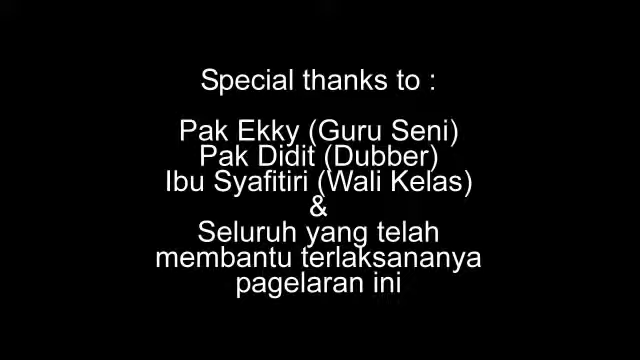 Special thanks to :
Pak Ekky (Guru Seni)
Pak Didit (Dubber)
Ibu Syafitiri (Wali Kelas)
&
Seluruh yang telah
membantu terlaksananya
pagelaran ini